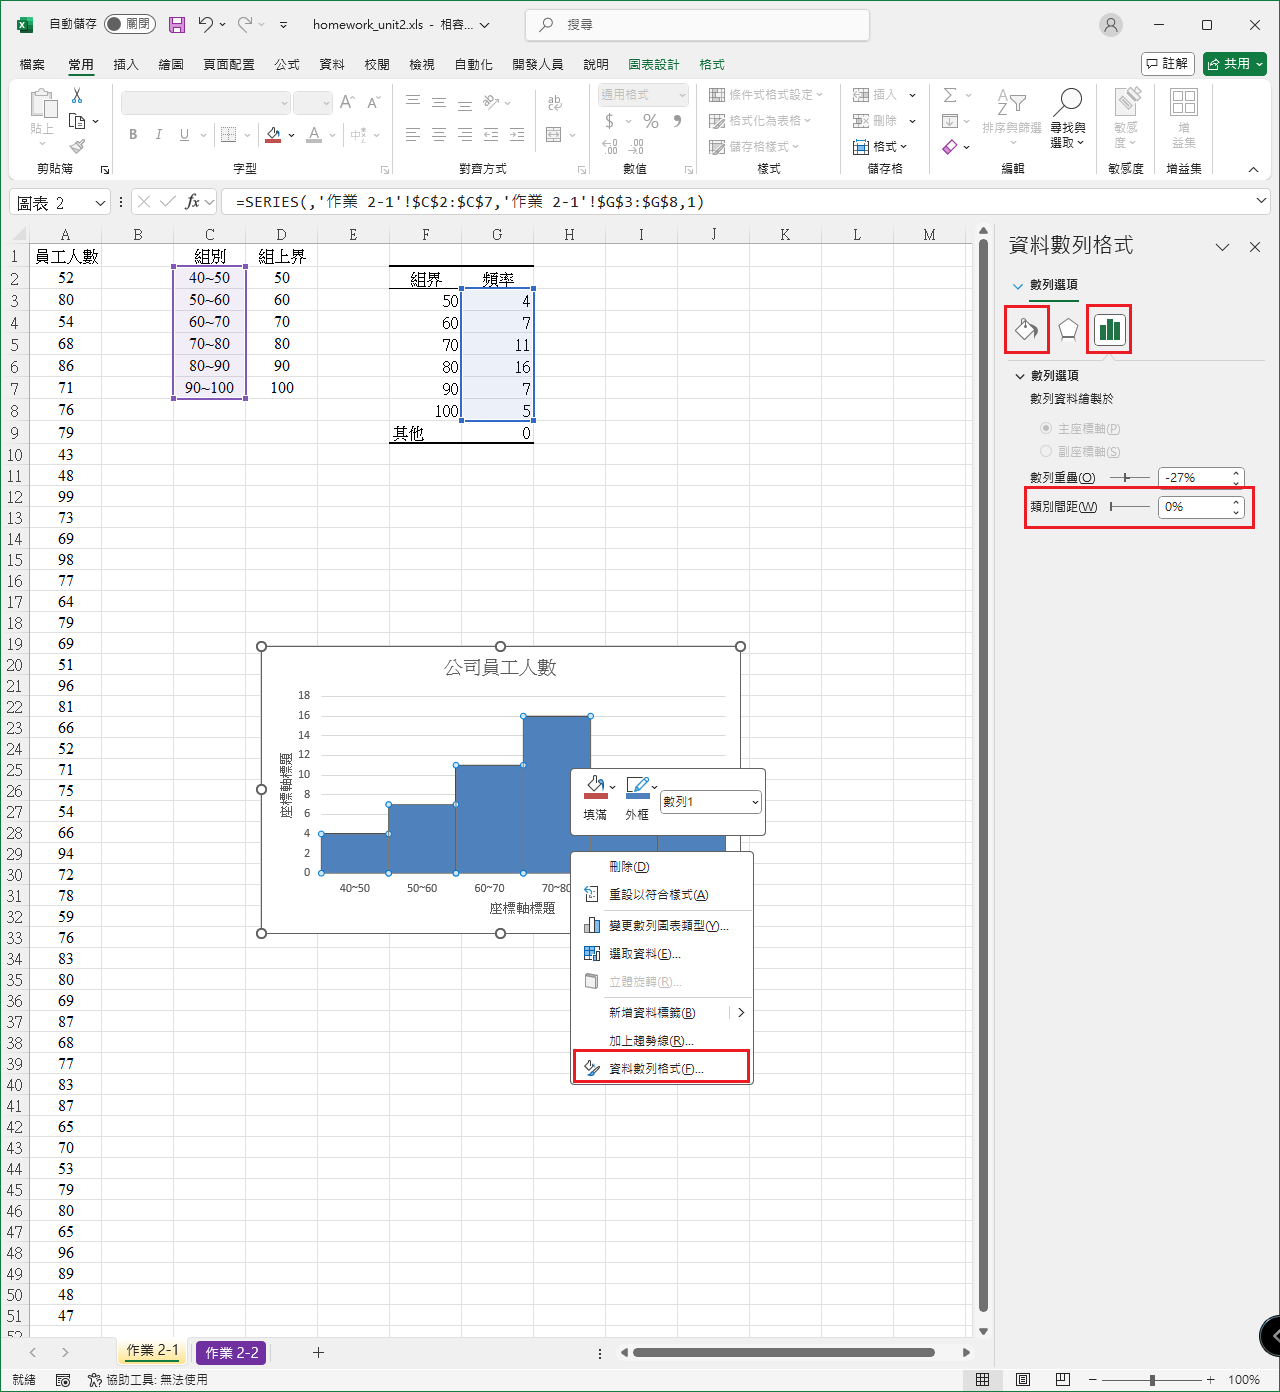 自動儲存 關閉 homework_unit2.xls - 相容... 搜尋
檔案 常用 插入 繪圖 頁面配置 公式 資料 校閱 檢視 自動化 開發人員 說明 圖表設計 格式 註解 共用
貼上 剪貼簿
B I U A 中 字型
ab 對齊方式
通用格式 $ % 數值
條件式格式設定
格式化為表格
儲存格樣式
樣式
插入
刪除
格式
儲存格
排序與篩選 尋找與選取 編輯
敏感度 敏感度
增益集 增益集
圖表 2 fx =SERIES(,'作業 2-1'!$C$2:$C$7,'作業 2-1'!$G$3:$G$8,1)
A B C D E F G H I J K L M
1 員工人數 組別 組上界
2 52 40~50 50 組界 頻率
3 80 50~60 60 50 4
4 54 60~70 70 60 7
5 68 70~80 80 70 11
6 86 80~90 90 80 16
7 71 90~100 100 90 7
8 76 100 5
9 79 其他 0
10 43
11 48
12 99
13 73
14 69
15 98
16 77
17 64
18 79
19 69
20 51
21 96
22 81
23 66
24 52
25 71
26 75
27 54
28 66
29 94
30 72
31 78
32 59
33 76
34 83
35 80
36 69
37 87
38 68
39 77
40 83
41 87
42 65
43 70
44 53
45 79
46 80
47 65
48 96
49 89
50 48
51 47
52
公司員工人數
18
16
14
12
10
8
6
4
2
0
座標軸標題
40~50 50~60 60~70 70~80
座標軸標題
填滿 外框 數列1
刪除(D)
重設以符合樣式(A)
變更數列圖表類型(Y)...
選取資料(E)...
立體旋轉(R)...
新增資料標籤(B)
加上趨勢線(R)...
資料數列格式(F)...
資料數列格式
數列選項
數列選項
數列資料繪製於
主座標軸(P)
副座標軸(S)
數列重疊(O) -27%
類別間距(W) 0%
作業 2-1 作業 2-2
就緒 協助工具: 無法使用 100%